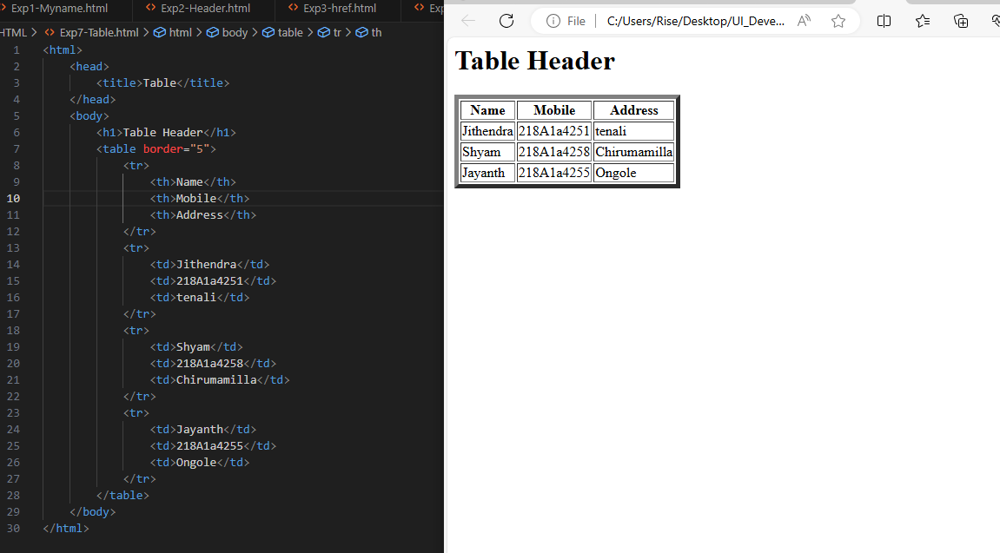 Exp1-Myname.html <> Exp2-Header.html <> Exp3-href.html <> Exp
HTML > <> Exp7-Table.html > html > body > table > tr > th
1 <html>
2 <head>
3 <title>Table</title>
4 </head>
5 <body>
6 <h1>Table Header</h1>
7 <table border="5">
8 <tr>
9 <th>Name</th>
10 <th>Mobile</th>
11 <th>Address</th>
12 </tr>
13 <tr>
14 <td>Jithendra</td>
15 <td>218A1a4251</td>
16 <td>tenali</td>
17 </tr>
18 <tr>
19 <td>Shyam</td>
20 <td>218A1a4258</td>
21 <td>Chirumamilla</td>
22 </tr>
23 <tr>
24 <td>Jayanth</td>
25 <td>218A1a4255</td>
26 <td>Ongole</td>
27 </tr>
28 </table>
29 </body>
30 </html>
File | C:/Users/Rise/Desktop/UI_Deve...
Table Header
Name Mobile Address
Jithendra 218A1a4251 tenali
Shyam 218A1a4258 Chirumamilla
Jayanth 218A1a4255 Ongole